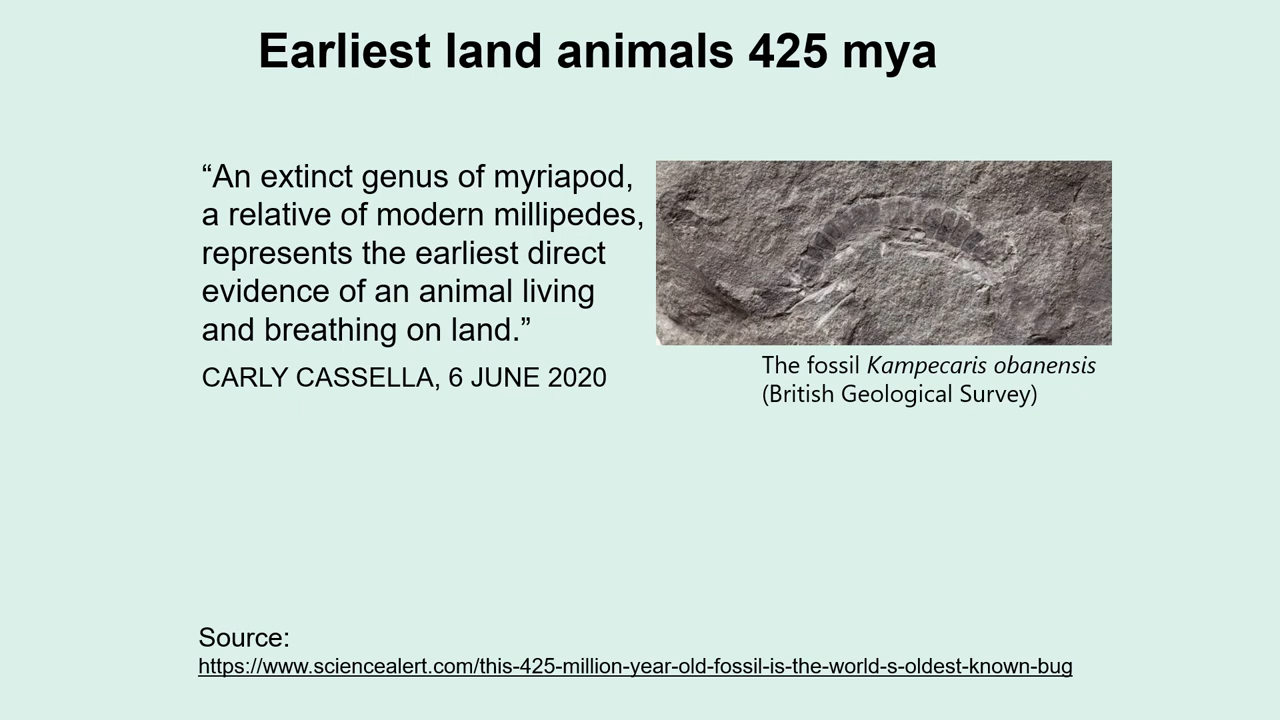 Earliest land animals 425 mya
“An extinct genus of myriapod,
a relative of modern millipedes,
represents the earliest direct
evidence of an animal living
and breathing on land.”
CARLY CASSELLA, 6 JUNE 2020
The fossil Kampecaris obanensis
(British Geological Survey)
Source:
https://www.sciencealert.com/this-425-million-year-old-fossil-is-the-world-s-oldest-known-bug